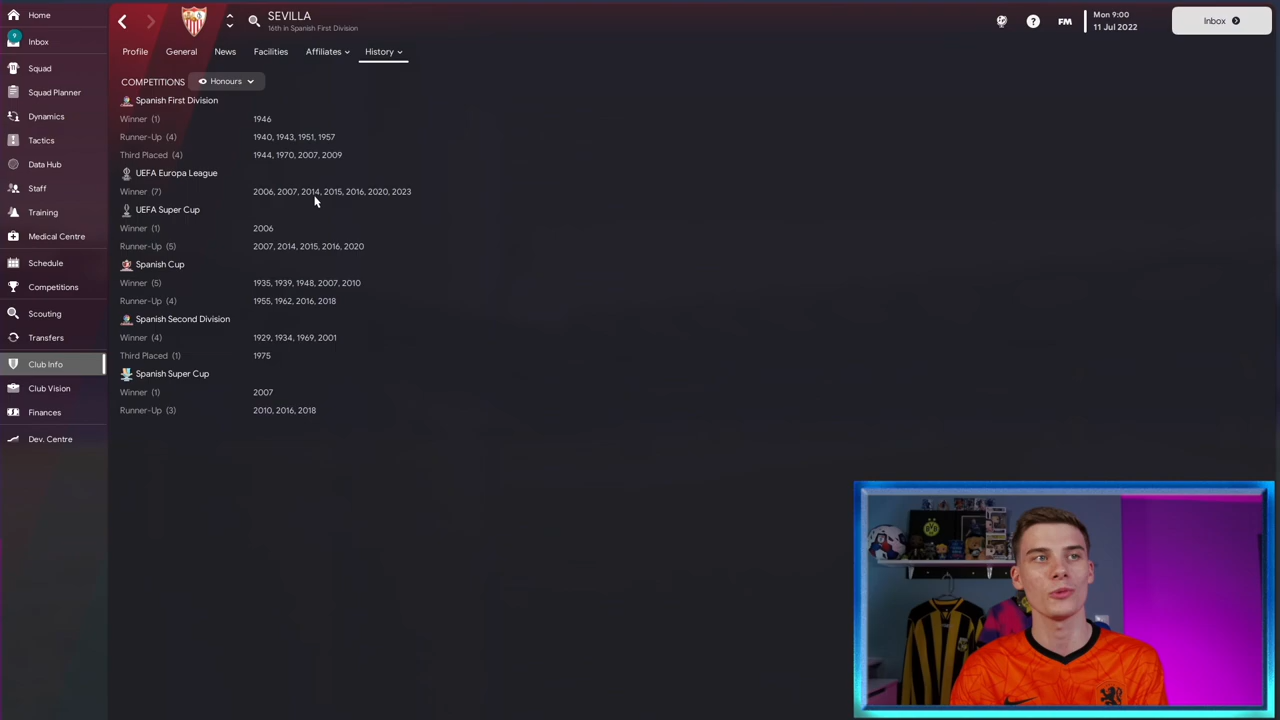 Home
9
Inbox
Squad
Squad Planner
Dynamics
Tactics
Data Hub
Staff
Training
Medical Centre
Schedule
Competitions
Scouting
Transfers
Club Info
Club Vision
Finances
Dev. Centre
SEVILLA
16th in Spanish First Division
?
FM
Mon 9:00
11 Jul 2022
Inbox
Profile General News Facilities Affiliates History
COMPETITIONS Honours
Spanish First Division
Winner (1) 1946
Runner-Up (4) 1940, 1943, 1951, 1957
Third Placed (4) 1944, 1970, 2007, 2009
UEFA Europa League
Winner (7) 2006, 2007, 2014, 2015, 2016, 2020, 2023
UEFA Super Cup
Winner (1) 2006
Runner-Up (5) 2007, 2014, 2015, 2016, 2020
Spanish Cup
Winner (5) 1935, 1939, 1948, 2007, 2010
Runner-Up (4) 1955, 1962, 2016, 2018
Spanish Second Division
Winner (4) 1929, 1934, 1969, 2001
Third Placed (1) 1975
Spanish Super Cup
Winner (1) 2007
Runner-Up (3) 2010, 2016, 2018